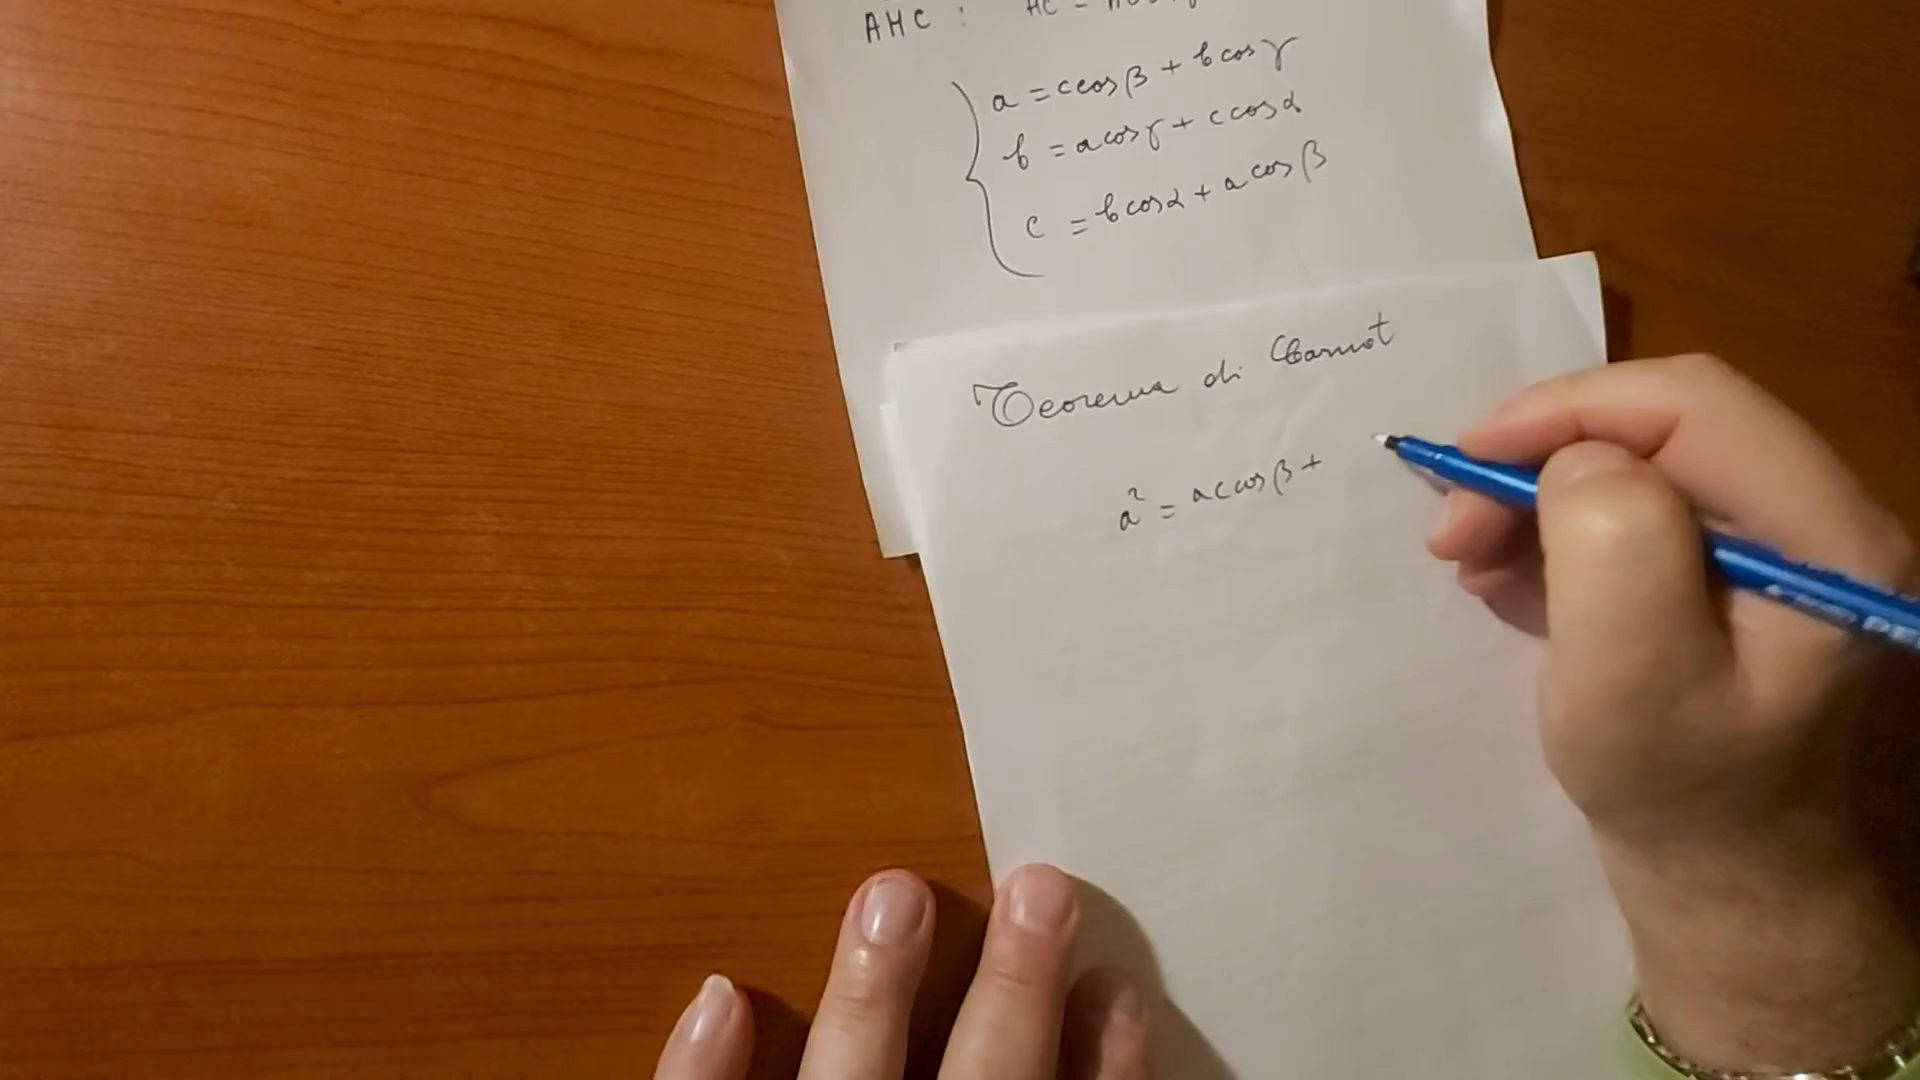 AHC :
a = c cos β + b cos γ
b = a cos γ + c cos α
c = b cos α + a cos β
Teorema di Carnot
a² = a c cos β +